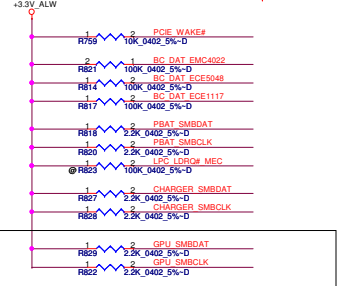 +3.3V_ALW
1 2 PCIE_WAKE#
R759 10K_0402_5%~D
2 1 BC_DAT_EMC4022
R821 100K_0402_5%~D
1 2 BC_DAT_ECE5048
R814 100K_0402_5%~D
1 2 BC_DAT_ECE1117
R817 100K_0402_5%~D
1 2 PBAT_SMBDAT
R818 2.2K_0402_5%~D
1 2 PBAT_SMBCLK
R820 2.2K_0402_5%~D
1 2 LPC_LDRQ#_MEC
@ R823 100K_0402_5%~D
1 2 CHARGER_SMBDAT
R827 2.2K_0402_5%~D
1 2 CHARGER_SMBCLK
R828 2.2K_0402_5%~D
1 2 GPU_SMBDAT
R829 2.2K_0402_5%~D
1 2 GPU_SMBCLK
R822 2.2K_0402_5%~D